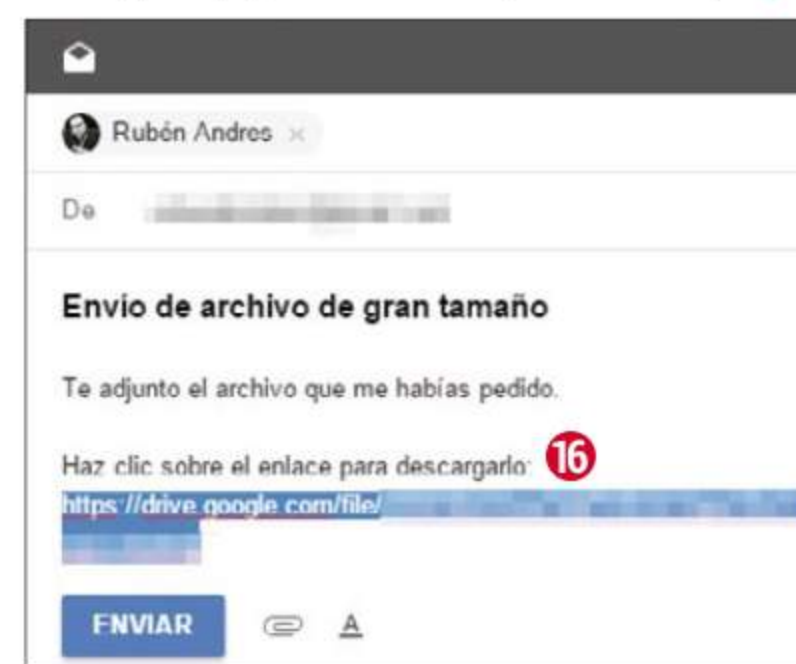 Rubén Andres
De
Envío de archivo de gran tamaño
Te adjunto el archivo que me habías pedido.
Haz clic sobre el enlace para descargarlo: 16
https://drive.google.com/file/
ENVIAR A